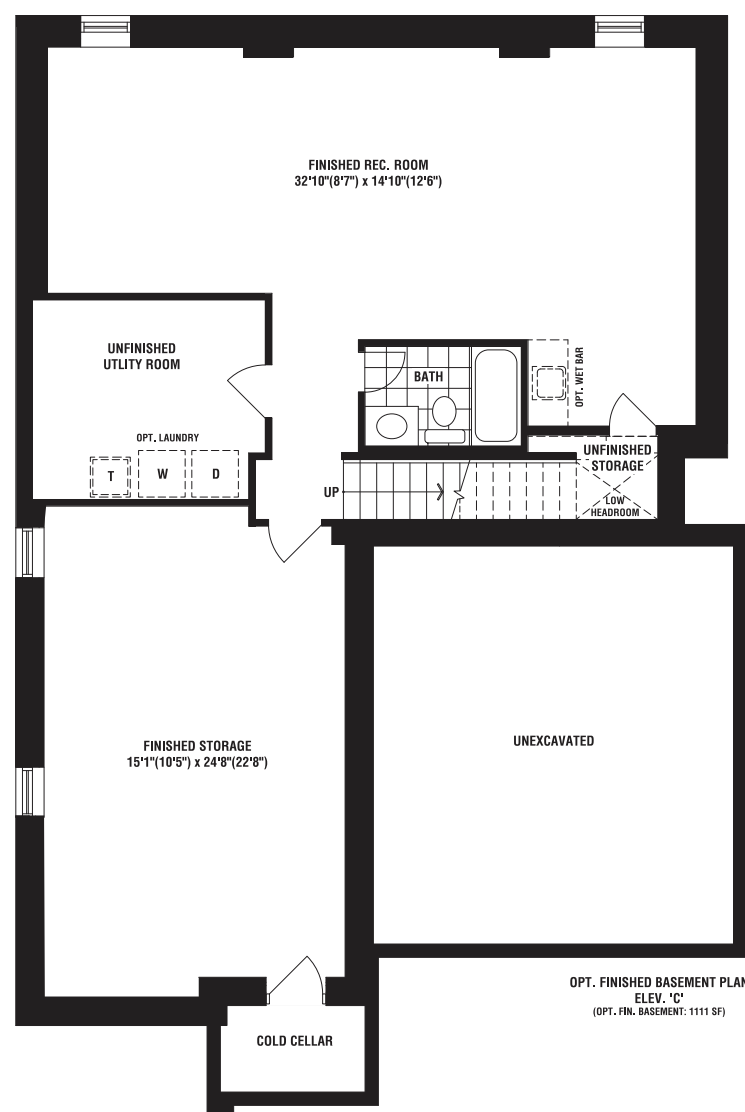 FINISHED REC. ROOM
32'10"(8'7") x 14'10"(12'6")
UNFINISHED
UTLITY ROOM
OPT. LAUNDRY
T
W
D
BATH
OPT. WET BAR
UNFINISHED
STORAGE
LOW
HEADROOM
UP
FINISHED STORAGE
15'1"(10'5") x 24'8"(22'8")
UNEXCAVATED
COLD CELLAR
OPT. FINISHED BASEMENT PLAN
ELEV. 'C'
(OPT. FIN. BASEMENT: 1111 SF)